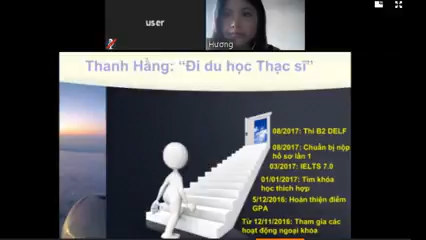 user
Hương
Thanh Hằng: “Đi du học Thạc sĩ”
08/2017: Thi B2 DELF
08/2017: Chuẩn bị nộp
hồ sơ lần 1
03/2017: IELTS 7.0
01/01/2017: Tìm khóa
học thích hợp
5/12/2016: Hoàn thiện điểm
GPA
Từ 12/11/2016: Tham gia các
hoạt động ngoại khóa